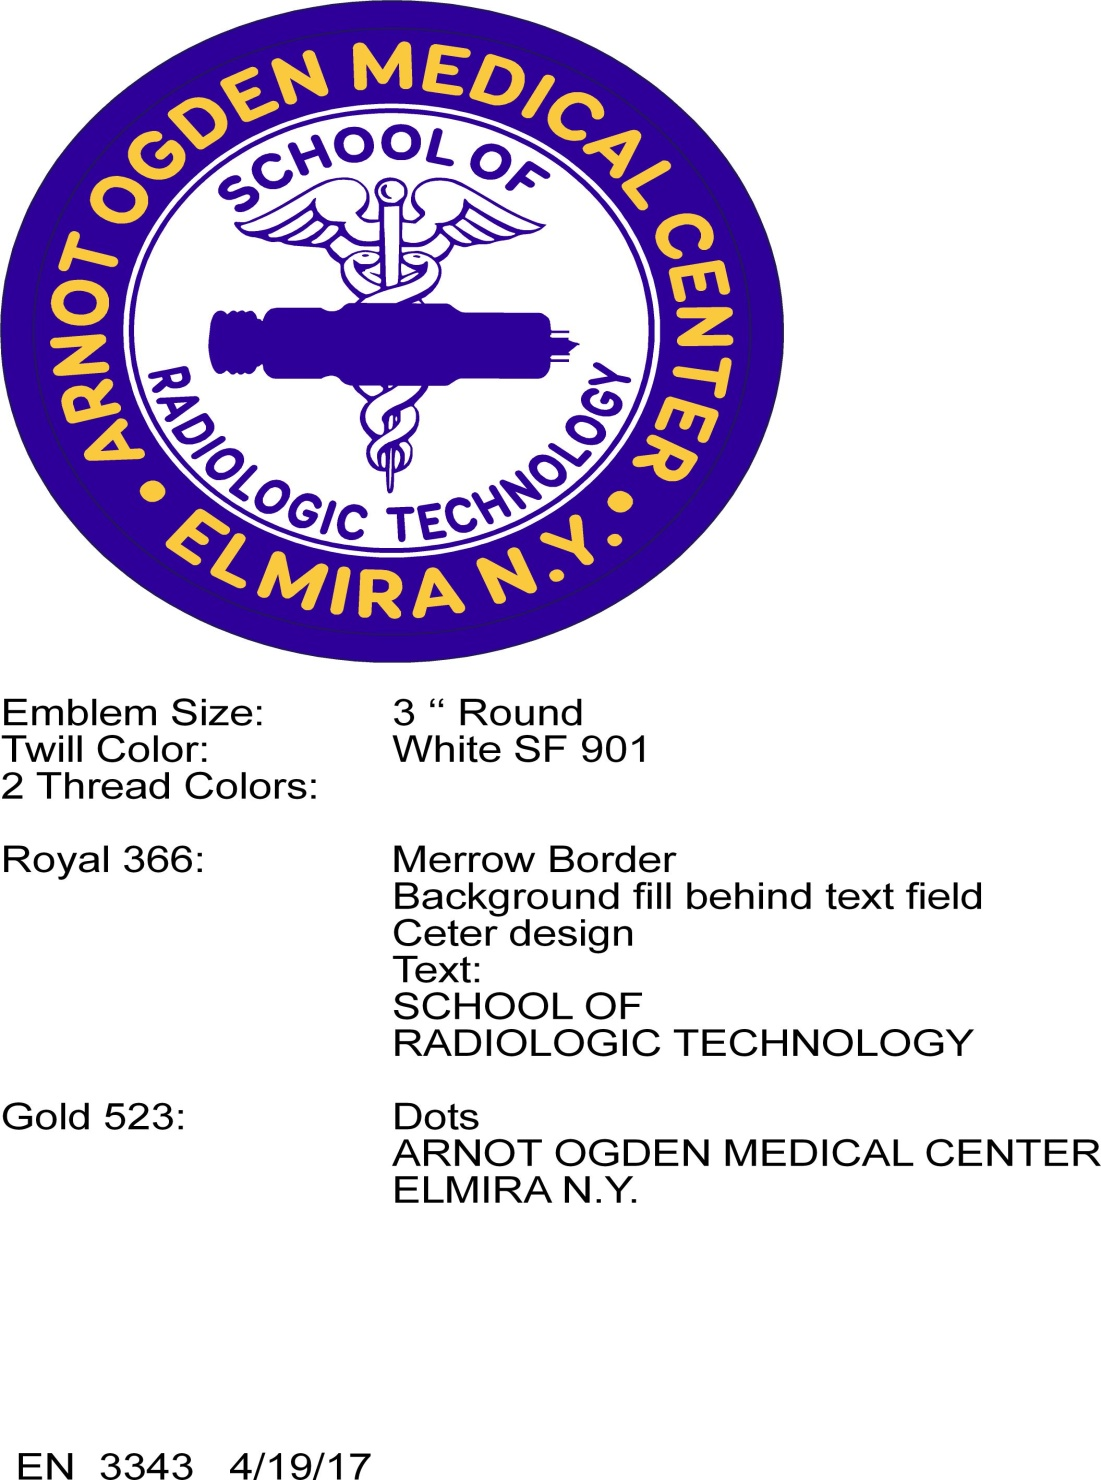 ARNOT OGDEN MEDICAL CENTER
SCHOOL OF
RADIOLOGIC TECHNOLOGY
• ELMIRA N.Y. •
Emblem Size: 3 “ Round
Twill Color: White SF 901
2 Thread Colors:
Royal 366: Merrow Border
Background fill behind text field
Ceter design
Text:
SCHOOL OF
RADIOLOGIC TECHNOLOGY
Gold 523: Dots
ARNOT OGDEN MEDICAL CENTER
ELMIRA N.Y.
EN 3343 4/19/17